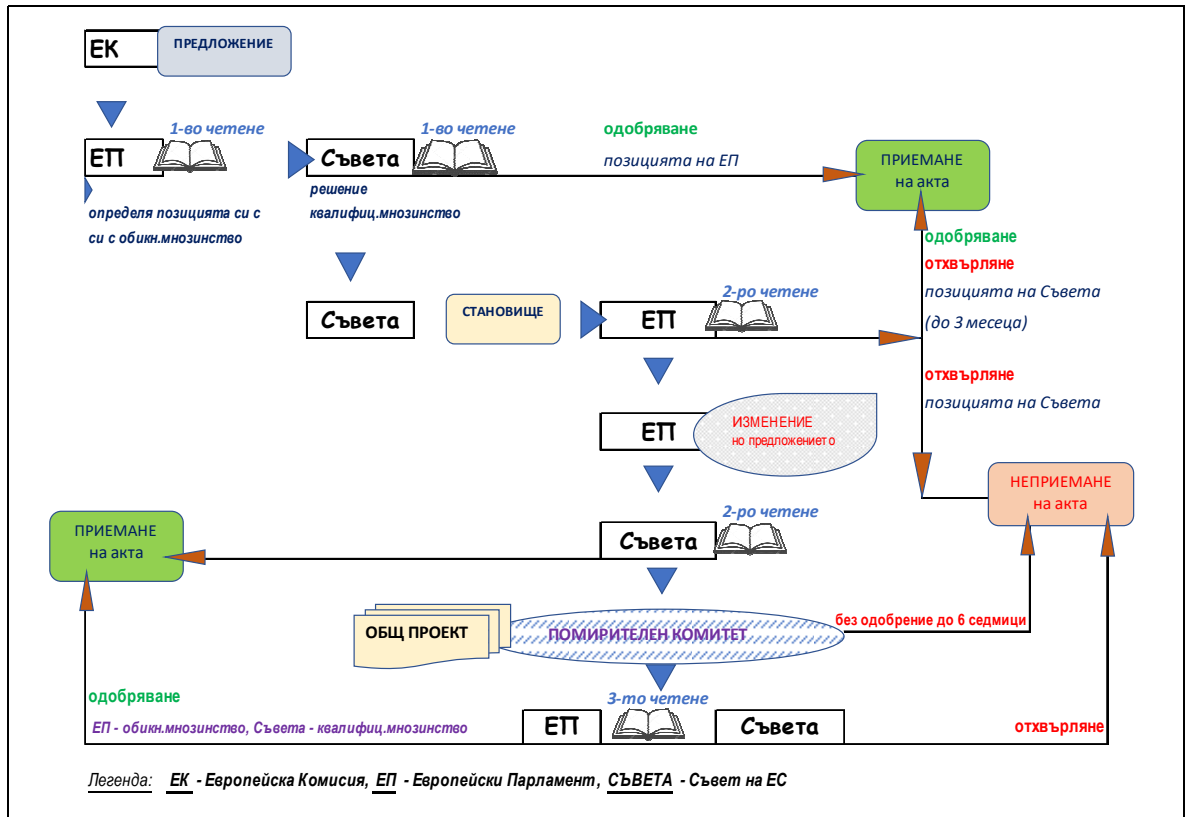 ЕК
ПРЕДЛОЖЕНИЕ
1-во четене
1-во четене
ЕП
Съвета
одобряване
позицията на ЕП
ПРИЕМАНЕ
на акта
определя позицията си с
си с обикн.мнозинство
решение
квалифиц.мнозинство
одобряване
отхвърляне
позицията на Съвета
(до 3 месеца)
Съвета
СТАНОВИЩЕ
ЕП
2-ро четене
отхвърляне
позицията на Съвета
ЕП
ИЗМЕНЕНИЕ
но предложението
НЕПРИЕМАНЕ
на акта
ПРИЕМАНЕ
на акта
Съвета
2-ро четене
ОБЩ ПРОЕКТ
ПОМИРИТЕЛЕН КОМИТЕТ
без одобрение до 6 седмици
одобряване
ЕП - обикн.мнозинство, Съвета - квалифиц.мнозинство
3-то четене
ЕП
Съвета
отхвърляне
Легенда: ЕК - Европейска Комисия, ЕП - Европейски Парламент, СЪВЕТА - Съвет на ЕС